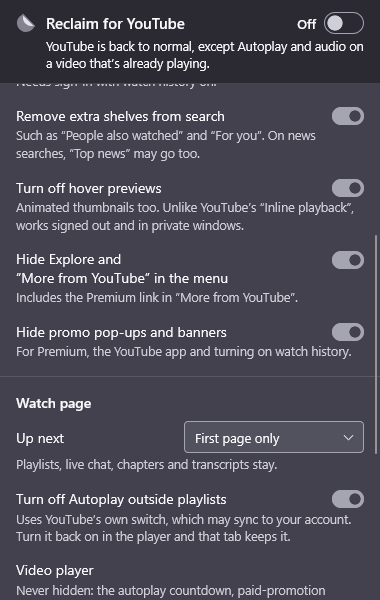 Reclaim for YouTube
Off
YouTube is back to normal, except Autoplay and audio on
a video that's already playing.
Needs sign-in with watch history on.
Remove extra shelves from search
Such as “People also watched” and “For you”. On news
searches, “Top news” may go too.
Turn off hover previews
Animated thumbnails too. Unlike YouTube's “Inline playback”,
works signed out and in private windows.
Hide Explore and
“More from YouTube” in the menu
Includes the Premium link in “More from YouTube”.
Hide promo pop-ups and banners
For Premium, the YouTube app and turning on watch history.
Watch page
Up next
First page only
Playlists, live chat, chapters and transcripts stay.
Turn off Autoplay outside playlists
Uses YouTube's own switch, which may sync to your account.
Turn it back on in the player and that tab keeps it.
Video player
Never hidden: the autoplay countdown, paid-promotion